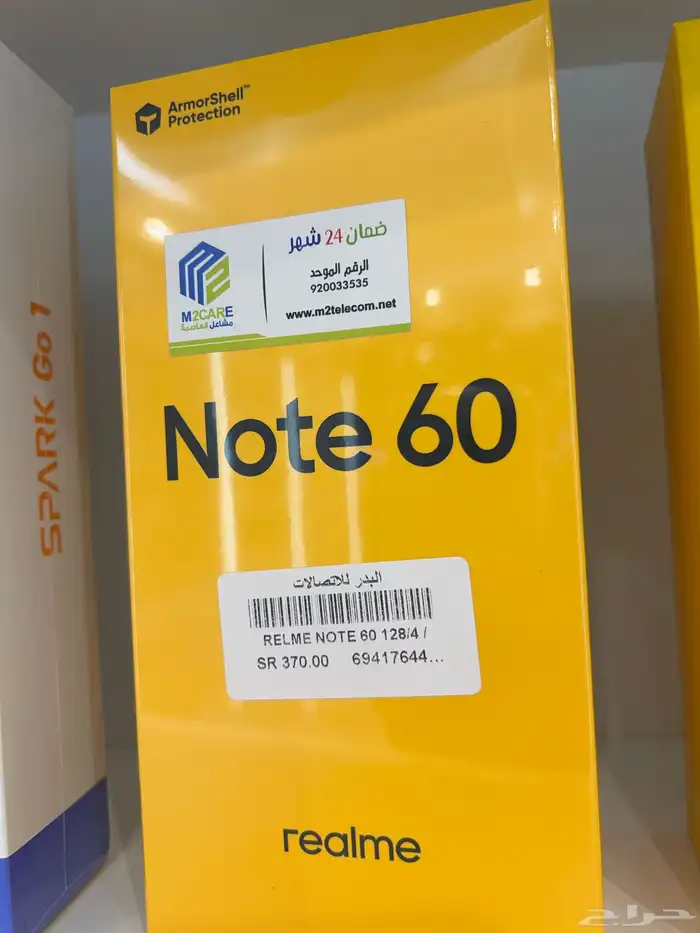 ArmorShell™
Protection
ضمان 24 شهر
الرقم الموحد
920033535
www.m2telecom.net
M2CARE
مشاعل العاصمة
Note 60
SPARK Go 1
البدر للاتصالات
RELME NOTE 60 128/4 /
SR 370.00 69417644...
realme
حراج